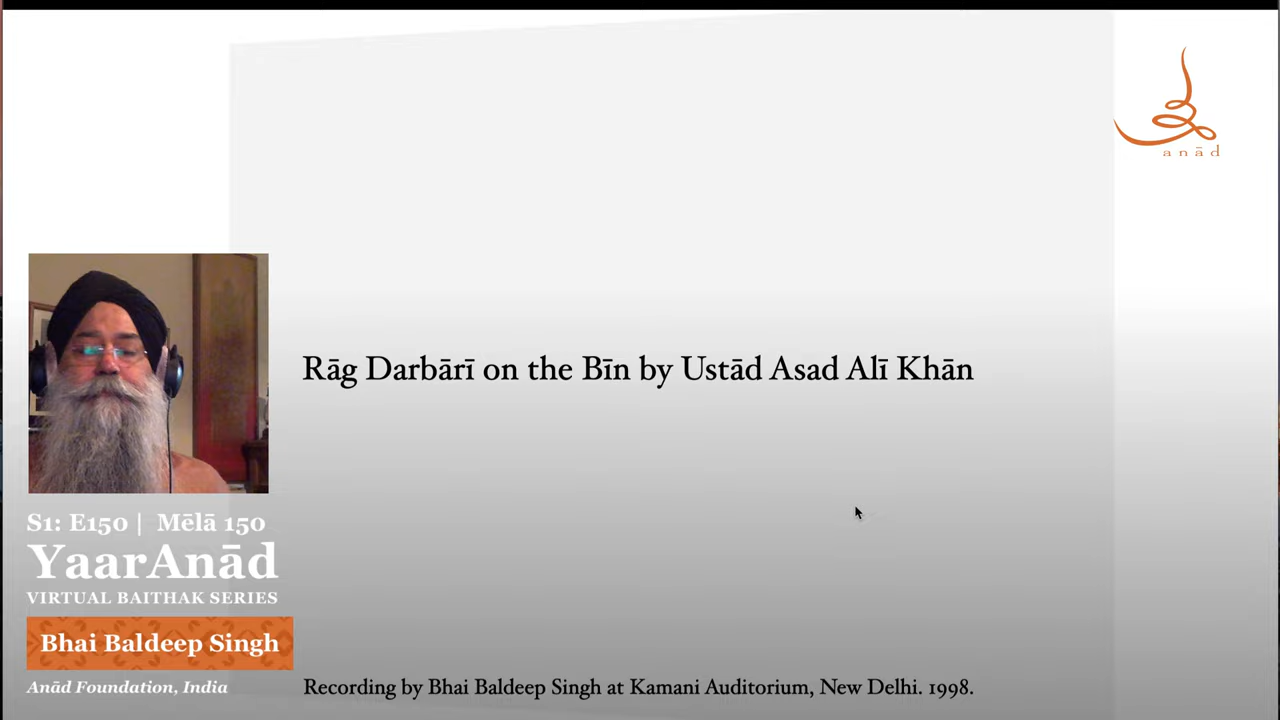 anād
Rāg Darbārī on the Bīn by Ustād Asad Alī Khān
S1: E150 | Mēlā 150
YaarAnād
VIRTUAL BAITHAK SERIES
Bhai Baldeep Singh
Anād Foundation, India
Recording by Bhai Baldeep Singh at Kamani Auditorium, New Delhi. 1998.